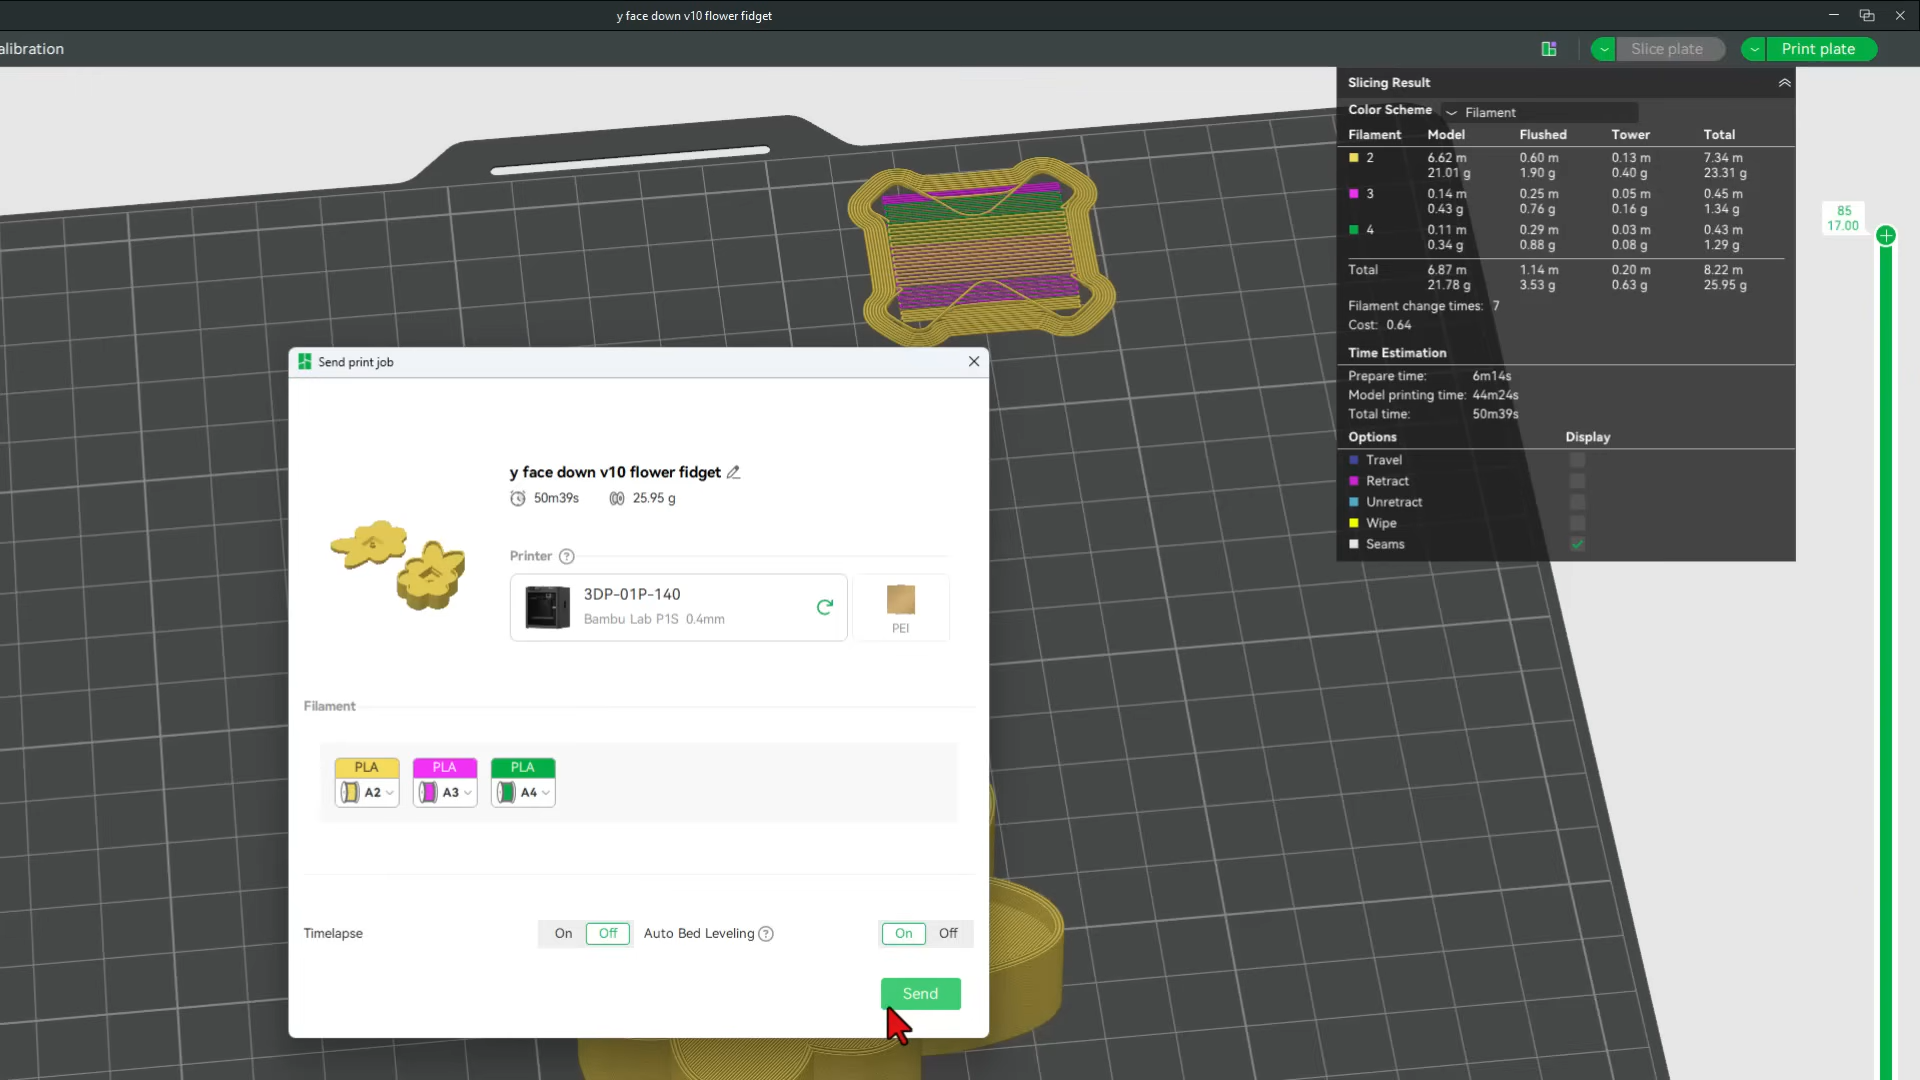 y face down v10 flower fidget
alibration
Slice plate
Print plate
Slicing Result
Color Scheme Filament
Filament Model Flushed Tower Total
2 6.62 m 0.60 m 0.13 m 7.34 m
21.01 g 1.90 g 0.40 g 23.31 g
3 0.14 m 0.25 m 0.05 m 0.45 m
0.43 g 0.76 g 0.16 g 1.34 g
4 0.11 m 0.29 m 0.03 m 0.43 m
0.34 g 0.88 g 0.08 g 1.29 g
Total 6.87 m 1.14 m 0.20 m 8.22 m
21.78 g 3.53 g 0.63 g 25.95 g
Filament change times: 7
Cost: 0.64
Time Estimation
Prepare time: 6m14s
Model printing time: 44m24s
Total time: 50m39s
Options Display
Travel
Retract
Unretract
Wipe
Seams
85
17.00
Send print job
y face down v10 flower fidget
50m39s 25.95 g
Printer ?
3DP-01P-140
Bambu Lab P1S 0.4mm
PEI
Filament
PLA PLA PLA
A2 A3 A4
Timelapse On Off Auto Bed Leveling ? On Off
Send